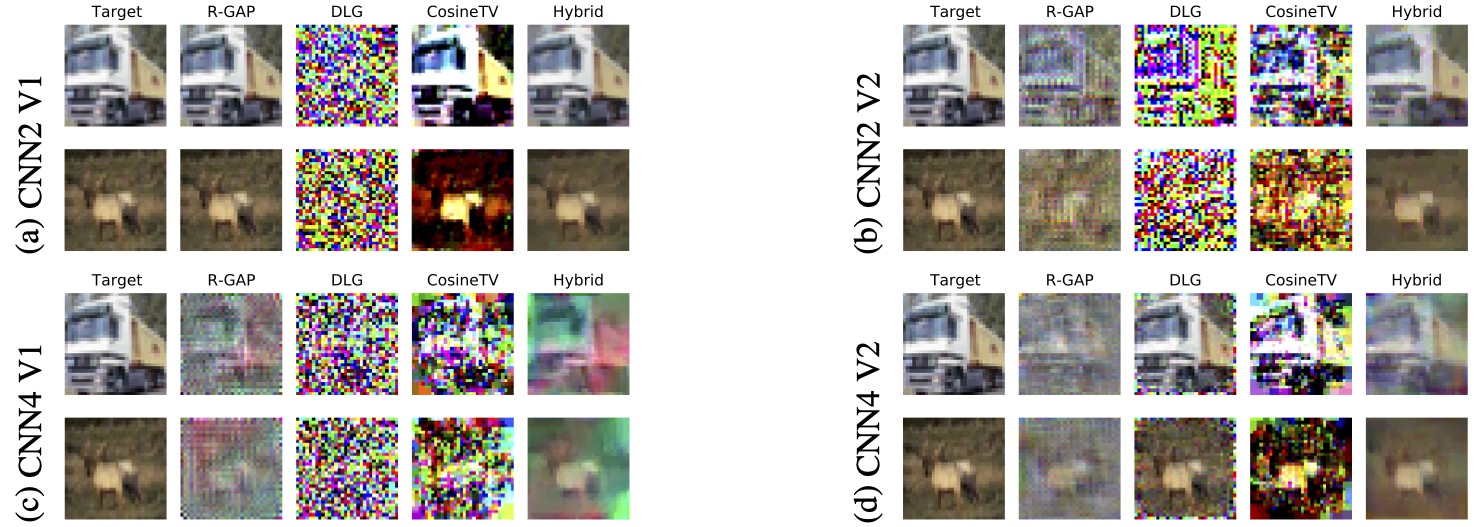 Target R-GAP DLG CosineTV Hybrid
(a) CNN2 V1
Target R-GAP DLG CosineTV Hybrid
(b) CNN2 V2
Target R-GAP DLG CosineTV Hybrid
(c) CNN4 V1
Target R-GAP DLG CosineTV Hybrid
(d) CNN4 V2